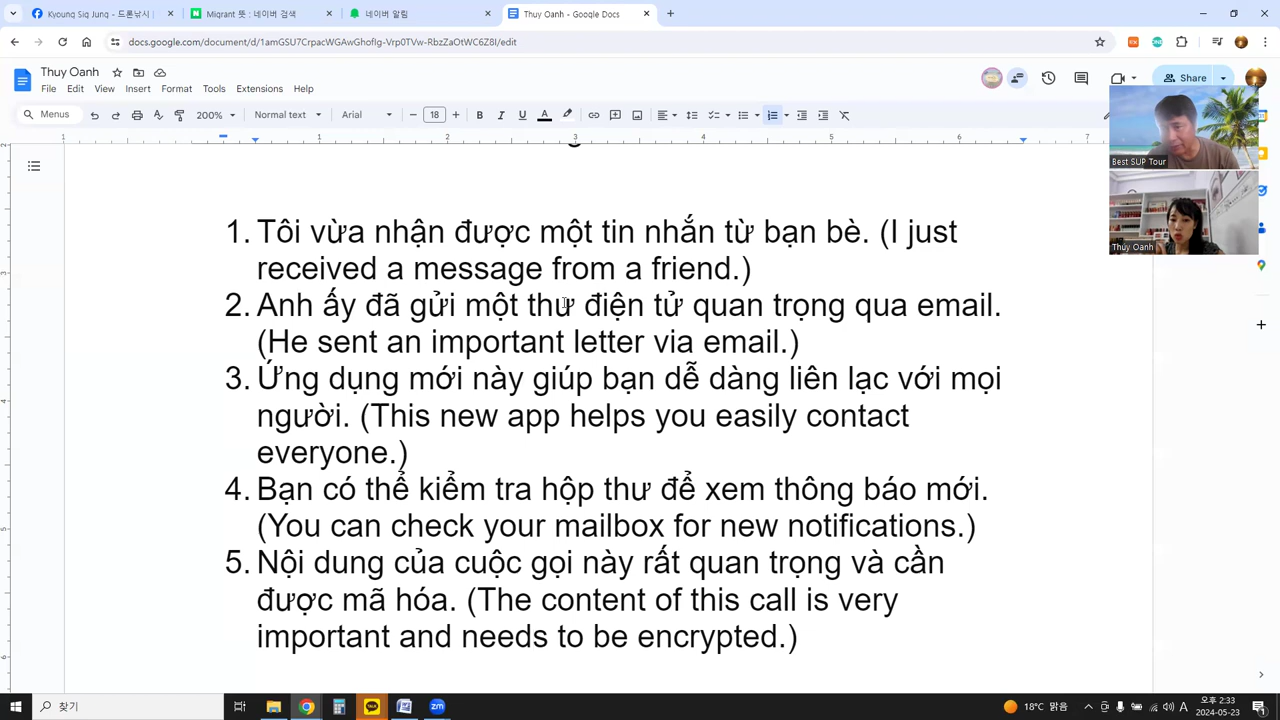 Kyoung Sig Jung - 드론낚시 |
Migrant 뜻 : 네이버 검색
네이버 알림
Thuy Oanh - Google Docs
docs.google.com/document/d/1amGSU7CrpacWGAwGhofIg-Vrp0TVw-RbzZaOtWC6Z8I/edit
Thuy Oanh
File Edit View Insert Format Tools Extensions Help
Share
Menus 200% Normal text Arial 18
1 1 2 3 4 5 6 7
Best SUP Tour
Thuy Oanh
1. Tôi vừa nhận được một tin nhắn từ bạn bè. (I just
received a message from a friend.)
2. Anh ấy đã gửi một thư điện tử quan trọng qua email.
(He sent an important letter via email.)
3. Ứng dụng mới này giúp bạn dễ dàng liên lạc với mọi
người. (This new app helps you easily contact
everyone.)
4. Bạn có thể kiểm tra hộp thư để xem thông báo mới.
(You can check your mailbox for new notifications.)
5. Nội dung của cuộc gọi này rất quan trọng và cần
được mã hóa. (The content of this call is very
important and needs to be encrypted.)
찾기
18°C 맑음
A
오후 2:33
2024-05-23